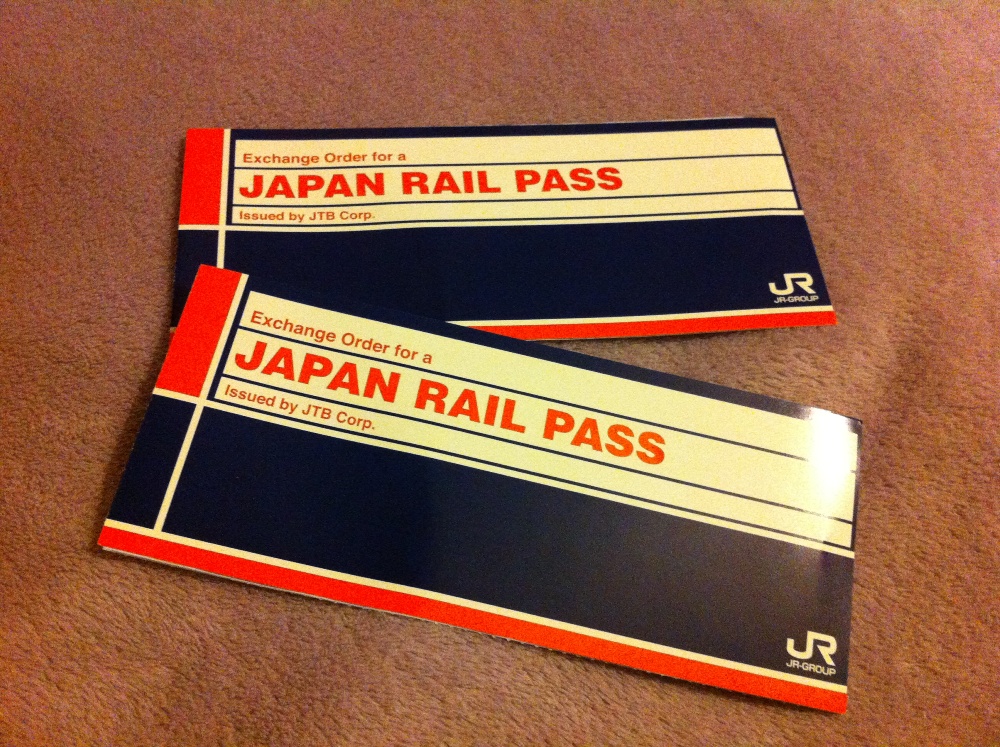 Exchange Order for a
JAPAN RAIL PASS
Issued by JTB Corp.
JR
JR-GROUP
Exchange Order for a
JAPAN RAIL PASS
Issued by JTB Corp.
JR
JR-GROUP